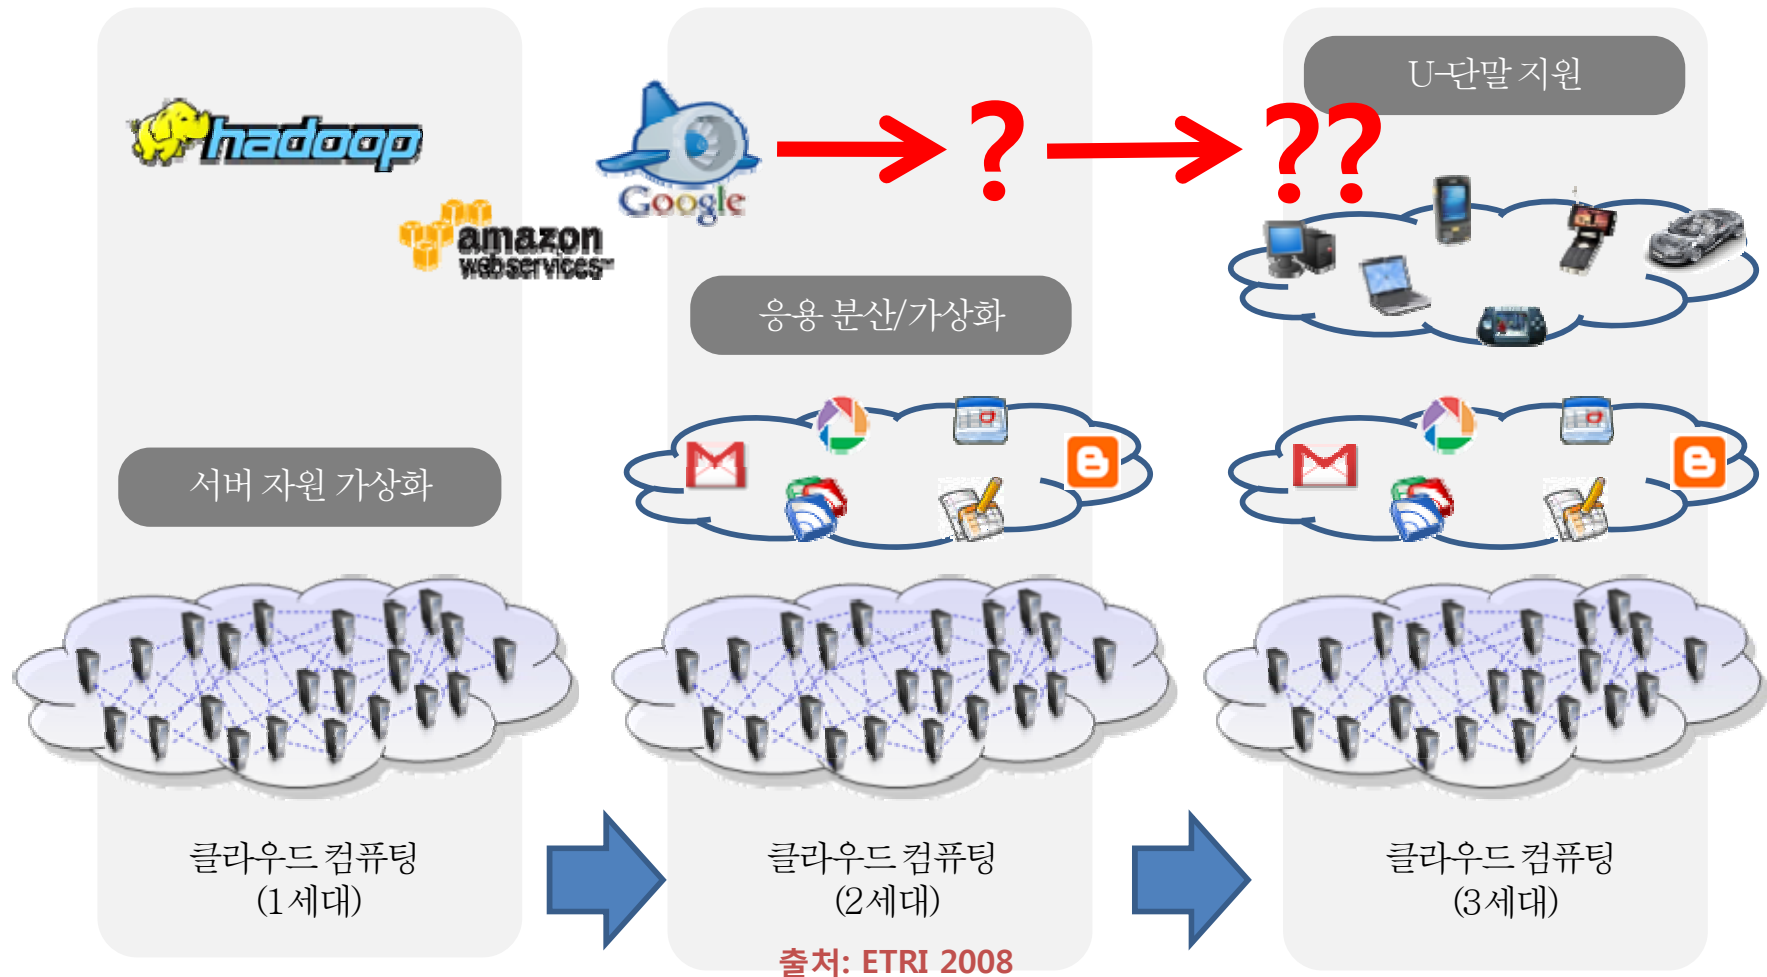 hadoop
amazon
webservices™
Google
?
??
U-단말 지원
응용 분산/가상화
서버 자원 가상화
클라우드 컴퓨팅
(1세대)
클라우드 컴퓨팅
(2세대)
클라우드 컴퓨팅
(3세대)
출처: ETRI 2008